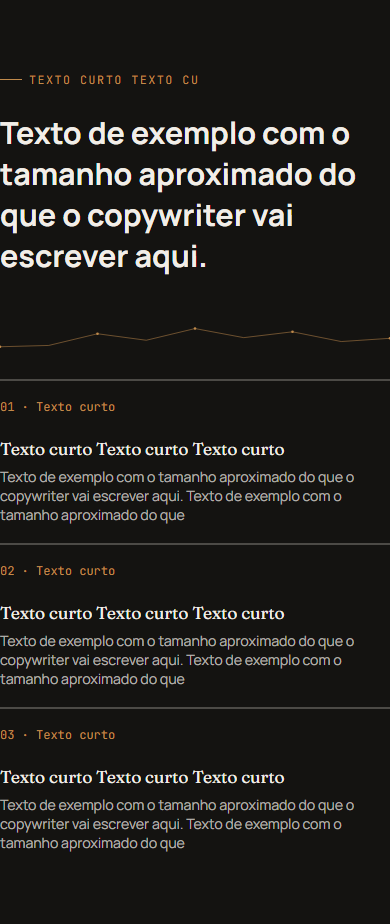 TEXTO CURTO TEXTO CU
Texto de exemplo com o
tamanho aproximado do
que o copywriter vai
escrever aqui.
01 · Texto curto
Texto curto Texto curto Texto curto
Texto de exemplo com o tamanho aproximado do que o
copywriter vai escrever aqui. Texto de exemplo com o
tamanho aproximado do que
02 · Texto curto
Texto curto Texto curto Texto curto
Texto de exemplo com o tamanho aproximado do que o
copywriter vai escrever aqui. Texto de exemplo com o
tamanho aproximado do que
03 · Texto curto
Texto curto Texto curto Texto curto
Texto de exemplo com o tamanho aproximado do que o
copywriter vai escrever aqui. Texto de exemplo com o
tamanho aproximado do que